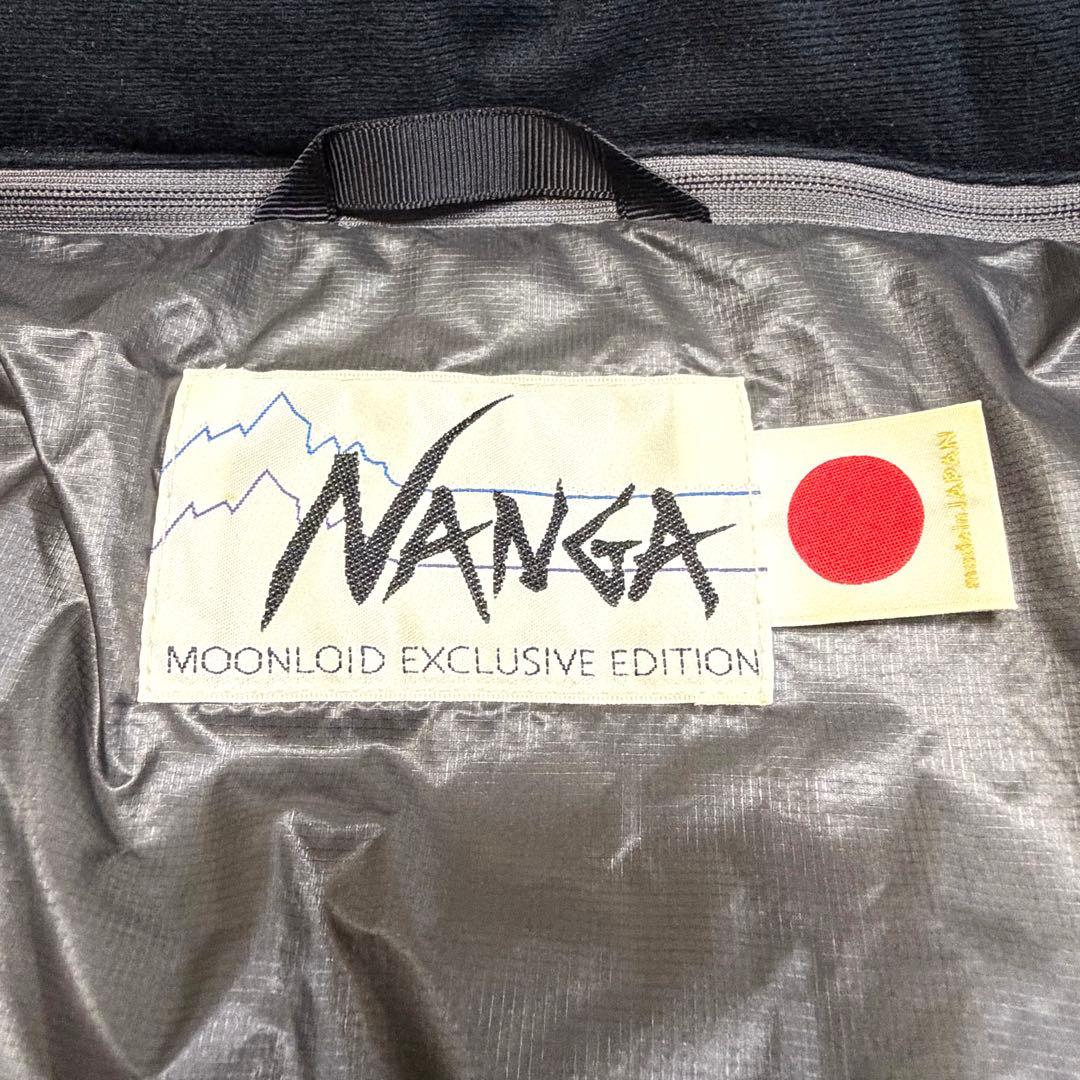 NANGA
MOONLOID EXCLUSIVE EDITION
made in JAPAN